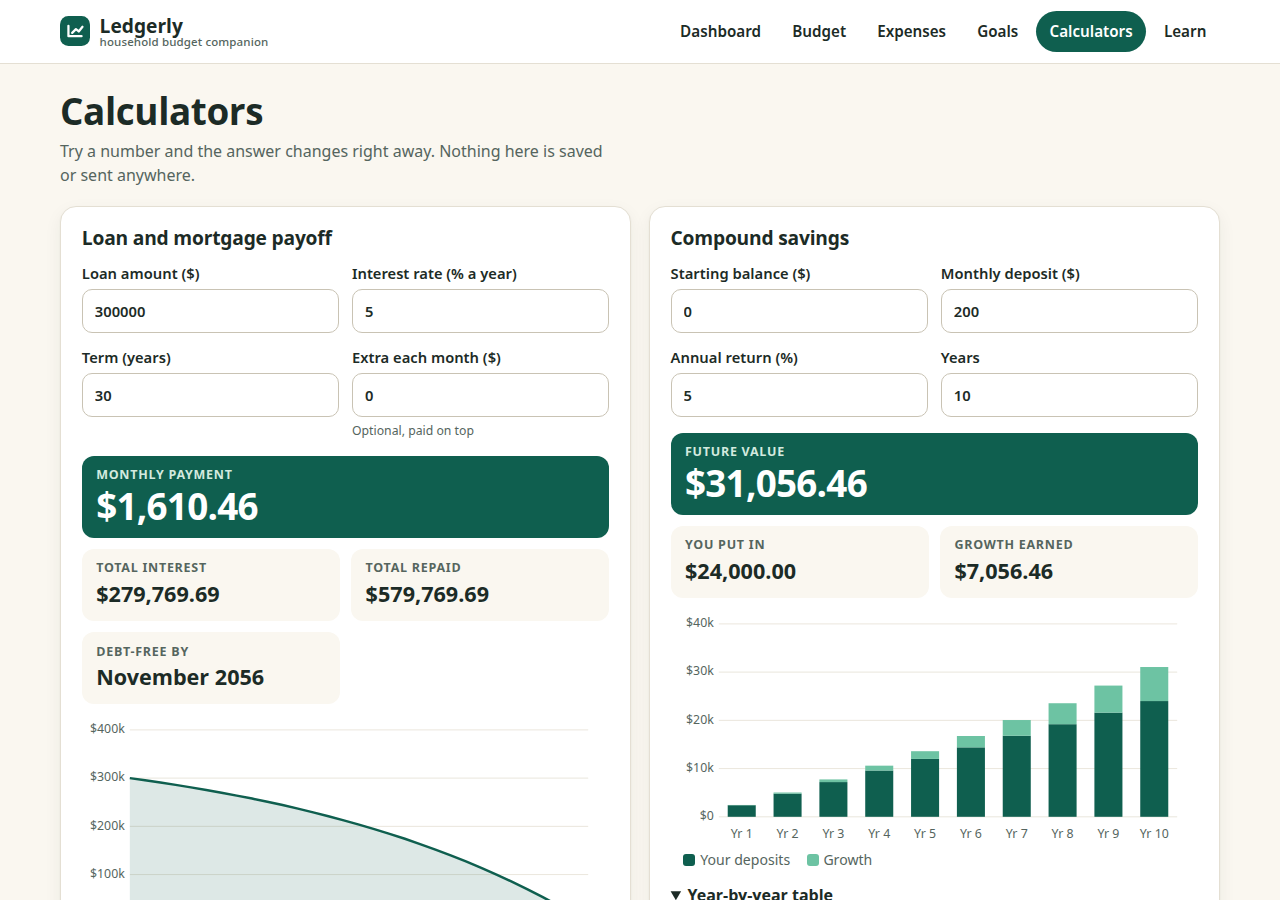 Ledgerly
household budget companion
Dashboard Budget Expenses Goals Calculators Learn
Calculators
Try a number and the answer changes right away. Nothing here is saved
or sent anywhere.
Loan and mortgage payoff
Loan amount ($) Interest rate (% a year)
300000 5
Term (years) Extra each month ($)
30 0
Optional, paid on top
MONTHLY PAYMENT
$1,610.46
TOTAL INTEREST TOTAL REPAID
$279,769.69 $579,769.69
DEBT-FREE BY
November 2056
$400k
$300k
$200k
$100k
Compound savings
Starting balance ($) Monthly deposit ($)
0 200
Annual return (%) Years
5 10
FUTURE VALUE
$31,056.46
YOU PUT IN GROWTH EARNED
$24,000.00 $7,056.46
$40k
$30k
$20k
$10k
$0
Yr 1 Yr 2 Yr 3 Yr 4 Yr 5 Yr 6 Yr 7 Yr 8 Yr 9 Yr 10
Your deposits Growth
Year-by-year table